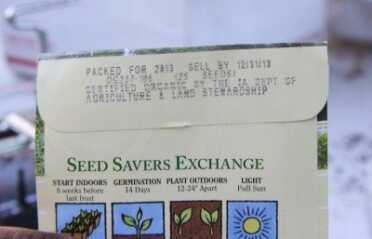 PACKED FOR 2013 SELL BY 12/31/13
(25 SEEDS)
CERTIFIED ORGANIC BY THE IA DEPT OF
AGRICULTURE & LAND STEWARDSHIP
SEED SAVERS EXCHANGE
START INDOORS GERMINATION PLANT OUTDOORS LIGHT
8 weeks before 14 Days 12-24" Apart Full Sun
last frost